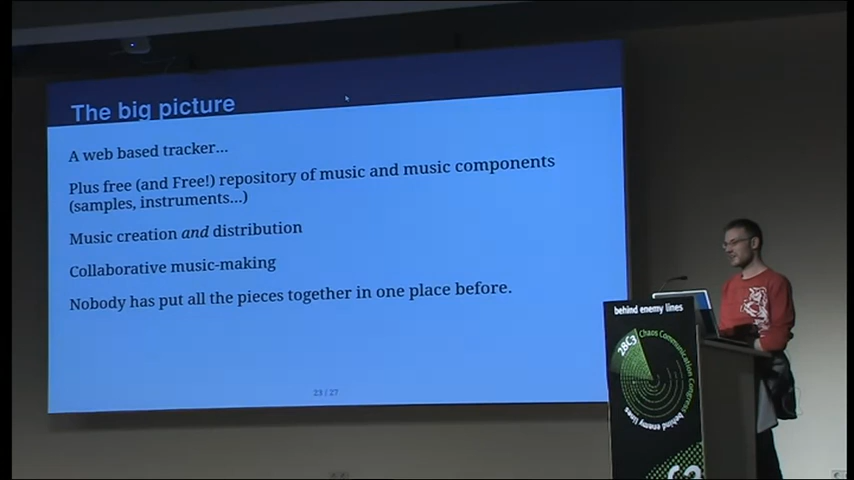 The big picture
A web based tracker...
Plus free (and Free!) repository of music and music components
(samples, instruments...)
Music creation and distribution
Collaborative music-making
Nobody has put all the pieces together in one place before.
23 / 27
behind enemy lines
28C3
Chaos Communication Congress
behind enemy lines